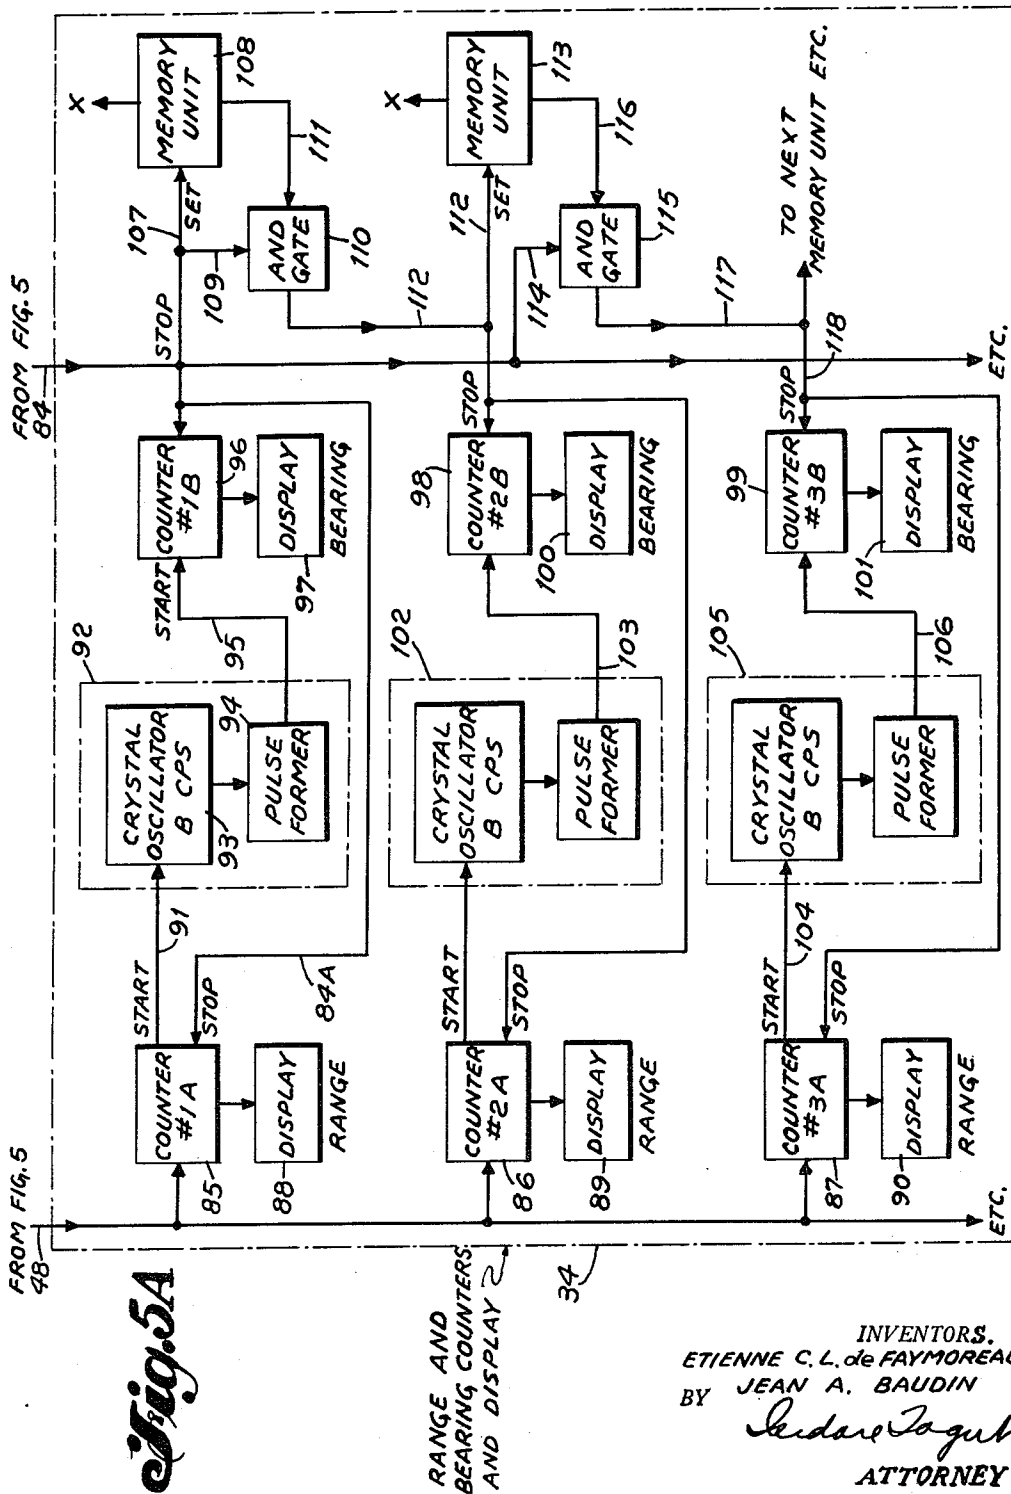 Fig. 5A
FROM FIG. 5
48
FROM FIG. 5
84
COUNTER
#1A
85
DISPLAY
88
RANGE
START
91
STOP
84A
92
CRYSTAL
OSCILLATOR
B CPS
93
PULSE
FORMER
94
START
95
COUNTER
#1B
96
DISPLAY
97
BEARING
STOP
107
SET
109
MEMORY
UNIT
108
X
111
AND
GATE
110
112
RANGE AND
BEARING COUNTERS
AND DISPLAY
34
COUNTER
#2A
86
DISPLAY
89
RANGE
START
STOP
102
CRYSTAL
OSCILLATOR
B CPS
PULSE
FORMER
103
COUNTER
#2B
98
DISPLAY
100
BEARING
STOP
112
SET
MEMORY
UNIT
113
X
116
114
AND
GATE
115
117
COUNTER
#3A
87
DISPLAY
90
RANGE
START
104
STOP
105
CRYSTAL
OSCILLATOR
B CPS
PULSE
FORMER
106
COUNTER
#3B
99
DISPLAY
101
BEARING
STOP
118
TO NEXT
MEMORY UNIT ETC.
ETC.
ETC.
INVENTORS.
ETIENNE C. L. de FAYMOREAU
BY JEAN A. BAUDIN
ATTORNEY